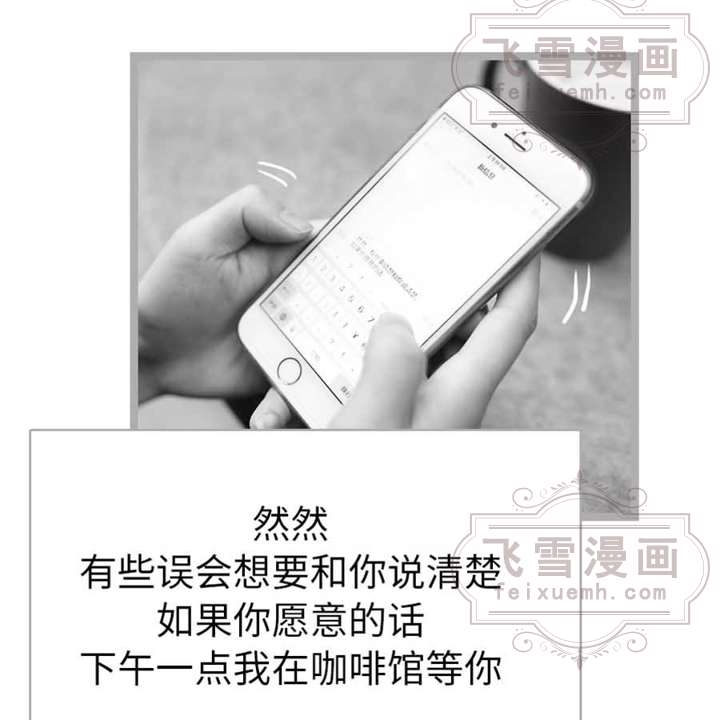 飞雪漫画
feixuemh.com
然然
有些误会想要和你说清楚
如果你愿意的话
下午一点我在咖啡馆等你
飞雪漫画
feixuemh.com